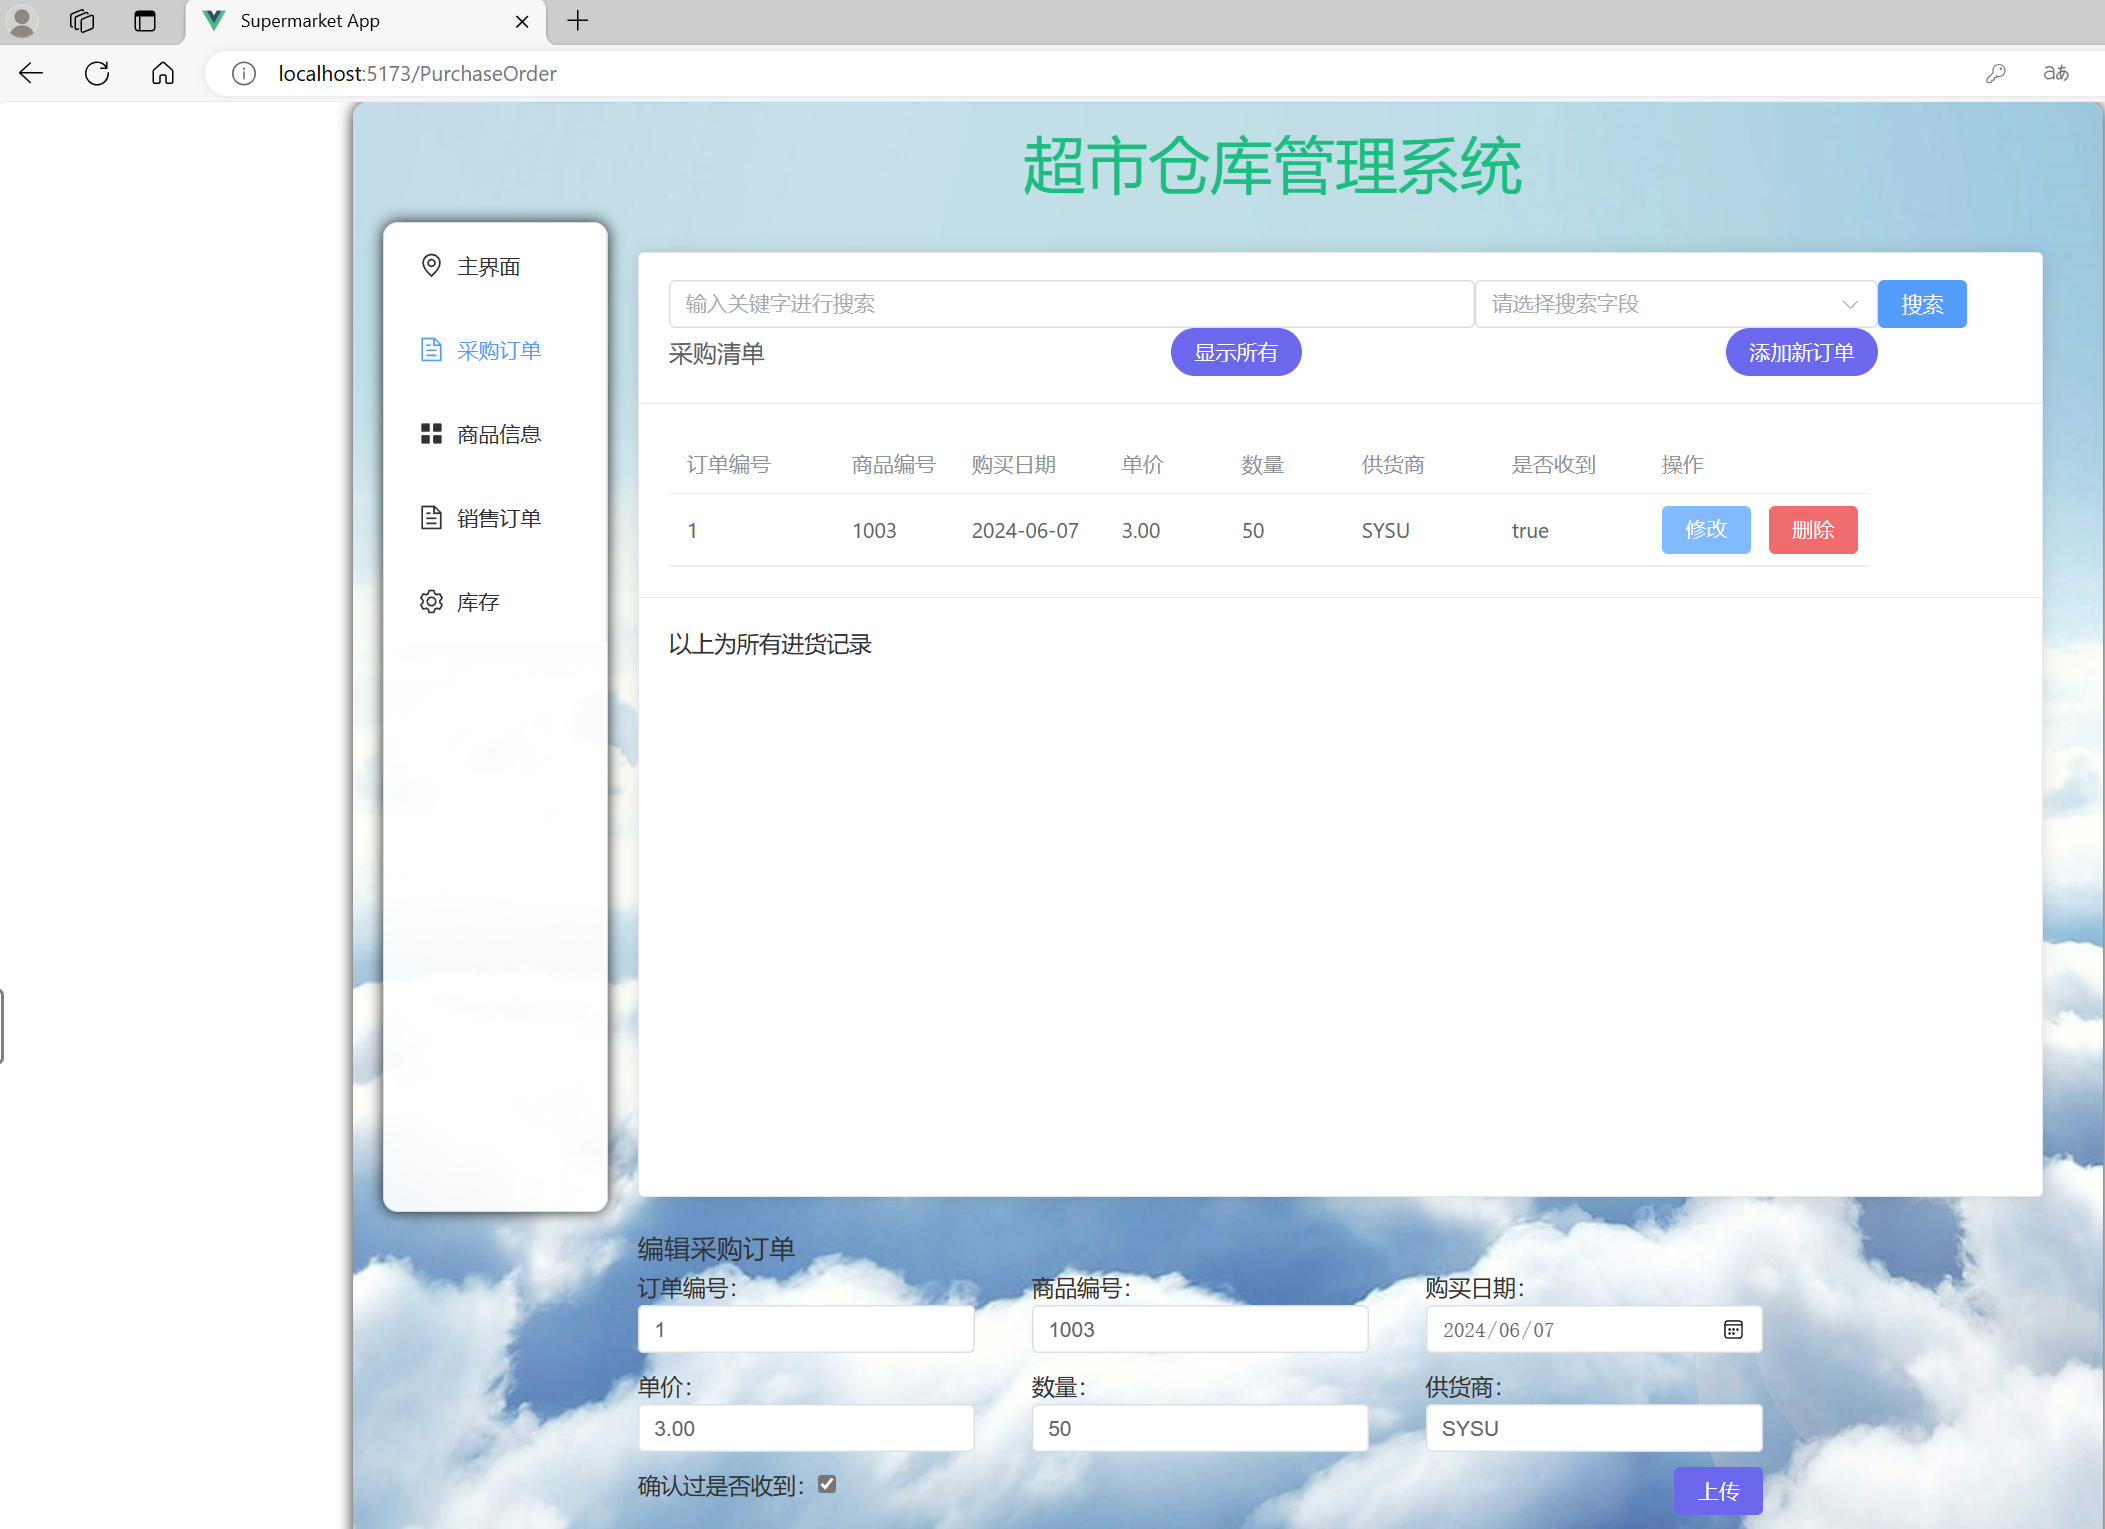 Supermarket App
localhost:5173/PurchaseOrder
aあ
超市仓库管理系统
主界面
采购订单
商品信息
销售订单
库存
输入关键字进行搜索 请选择搜索字段 搜索
采购清单 显示所有 添加新订单
订单编号 商品编号 购买日期 单价 数量 供货商 是否收到 操作
1 1003 2024-06-07 3.00 50 SYSU true 修改 删除
以上为所有进货记录
编辑采购订单
订单编号： 商品编号： 购买日期：
1 1003 2024/06/07
单价： 数量： 供货商：
3.00 50 SYSU
确认过是否收到：
上传